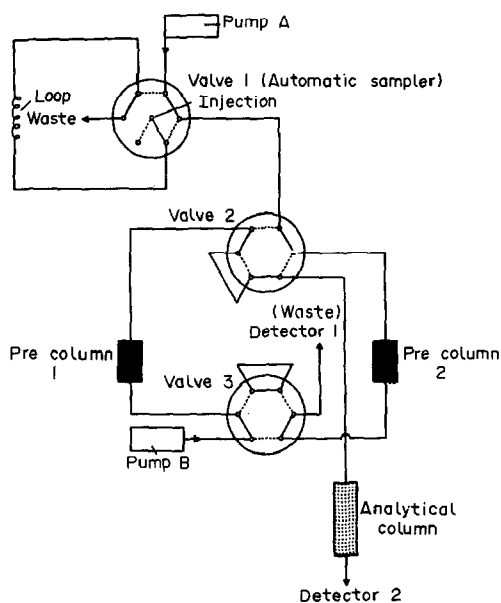 Pump A
Valve 1 (Automatic sampler)
Loop
Injection
Waste
Valve 2
(Waste)
Detector 1
Pre column
1
Pre column
2
Valve 3
Pump B
Analytical
column
Detector 2